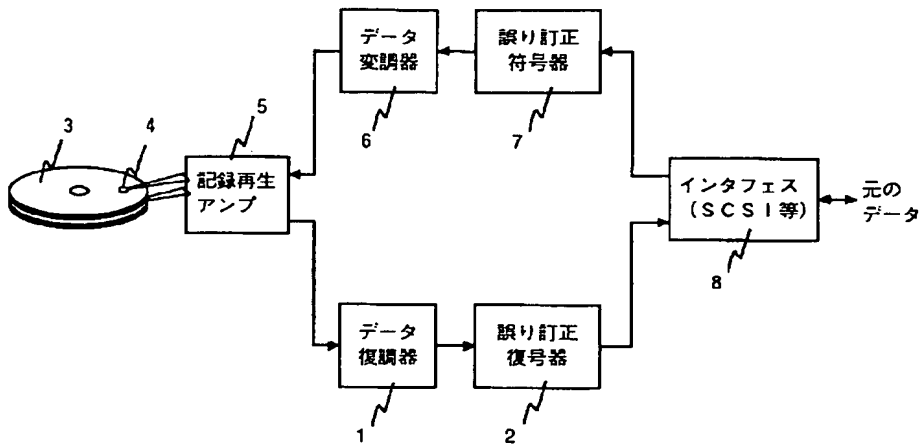 データ
変調器
6
誤り訂正
符号器
7
3
4
5
記録再生
アンプ
インタフェス
(SCSI等)
8
元の
データ
データ
復調器
1
誤り訂正
復号器
2